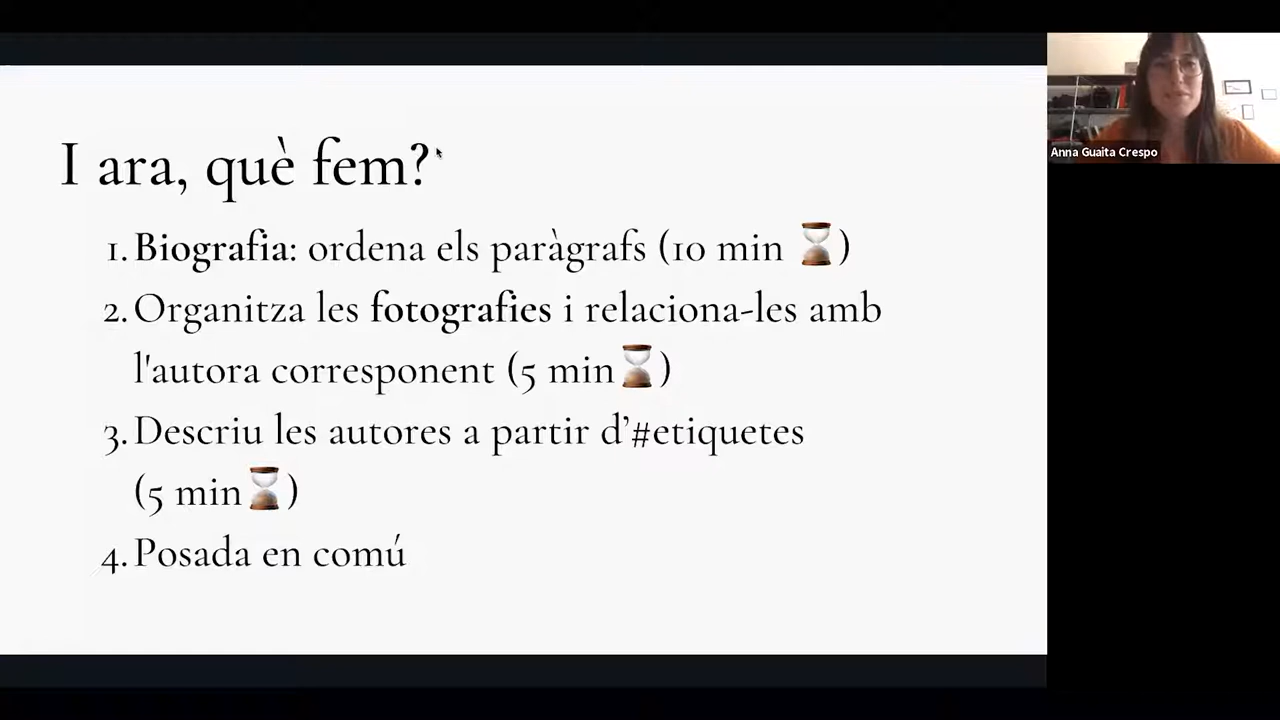 I ara, què fem?
1. Biografia: ordena els paràgrafs (10 min ⏳)
2. Organitza les fotografies i relaciona-les amb
l'autora corresponent (5 min⏳)
3. Descriu les autores a partir d’#etiquetes
(5 min⏳)
4. Posada en comú
Anna Guaita Crespo